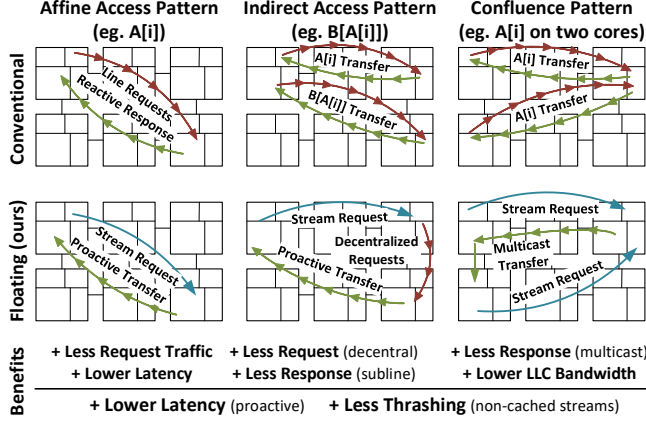 Affine Access Pattern
(eg. A[i])
Indirect Access Pattern
(eg. B[A[i]])
Confluence Pattern
(eg. A[i] on two cores)
Conventional
Line Requests
Reactive Response
A[i] Transfer
B[A[i]] Transfer
A[i] Transfer
A[i] Transfer
Floating (ours)
Stream Request
Proactive Transfer
Stream Request
Decentralized
Requests
Proactive Transfer
Stream Request
Multicast
Transfer
Stream Request
Benefits
+ Less Request Traffic
+ Lower Latency
+ Less Request (decentral)
+ Less Response (subline)
+ Less Response (multicast)
+ Lower LLC Bandwidth
+ Lower Latency (proactive)
+ Less Thrashing (non-cached streams)